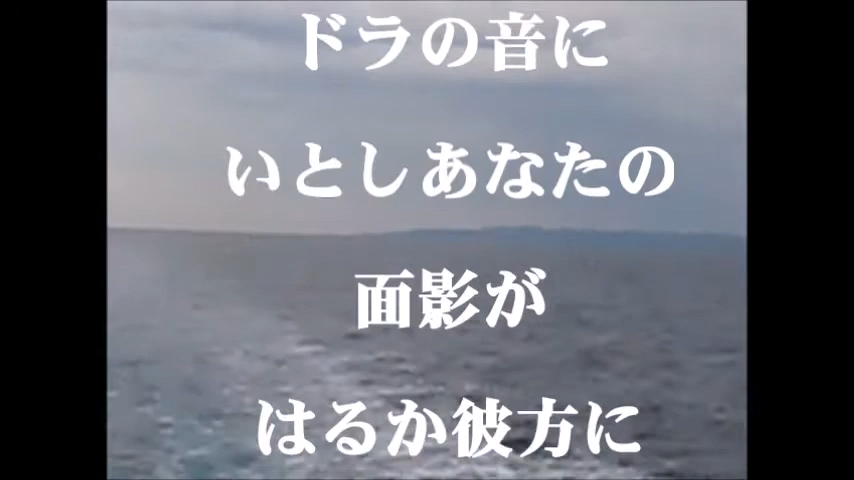 ドラの音に
いとしあなたの
面影が
はるか彼方に